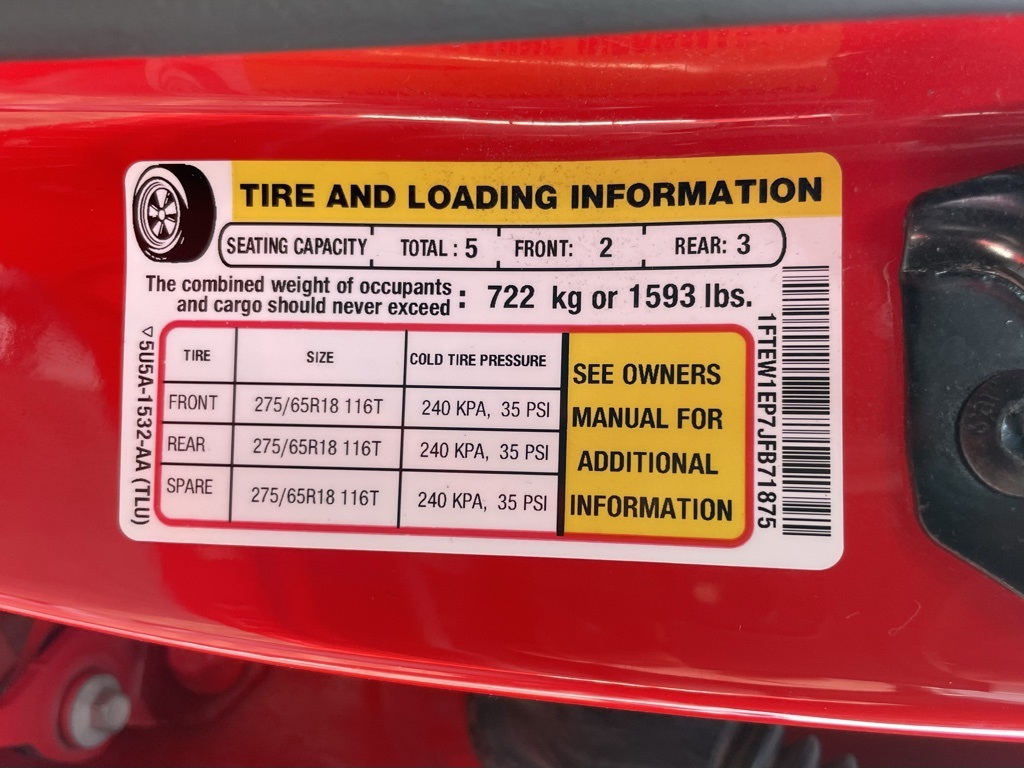 TIRE AND LOADING INFORMATION
SEATING CAPACITY TOTAL : 5 FRONT: 2 REAR: 3
The combined weight of occupants
and cargo should never exceed : 722 kg or 1593 lbs.
TIRE SIZE COLD TIRE PRESSURE
FRONT 275/65R18 116T 240 KPA, 35 PSI
REAR 275/65R18 116T 240 KPA, 35 PSI
SPARE 275/65R18 116T 240 KPA, 35 PSI
SEE OWNERS
MANUAL FOR
ADDITIONAL
INFORMATION
▽5U5A-1532-AA (TLU)
1FTEW1EP7JFB71875